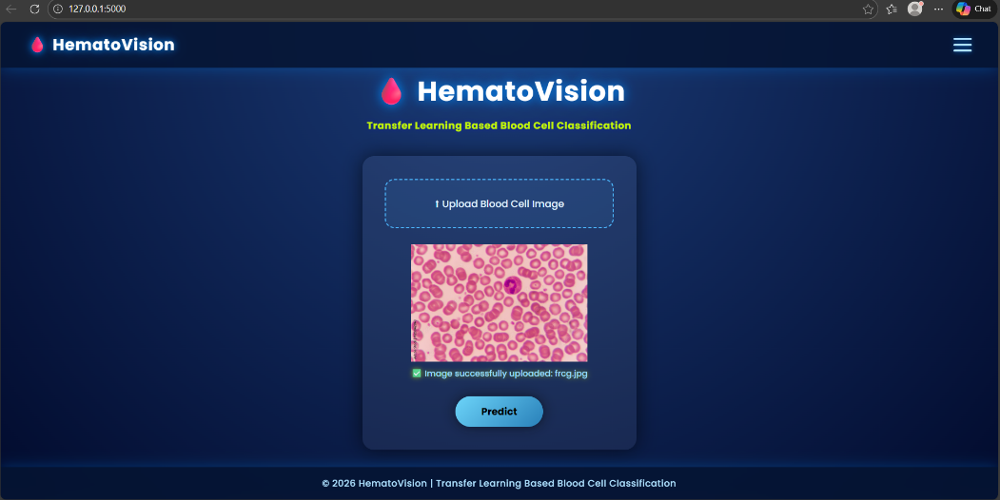 127.0.0.1:5000
Chat
HematoVision
HematoVision
Transfer Learning Based Blood Cell Classification
⬆ Upload Blood Cell Image
✅ Image successfully uploaded: frcg.jpg
Predict
© 2026 HematoVision | Transfer Learning Based Blood Cell Classification